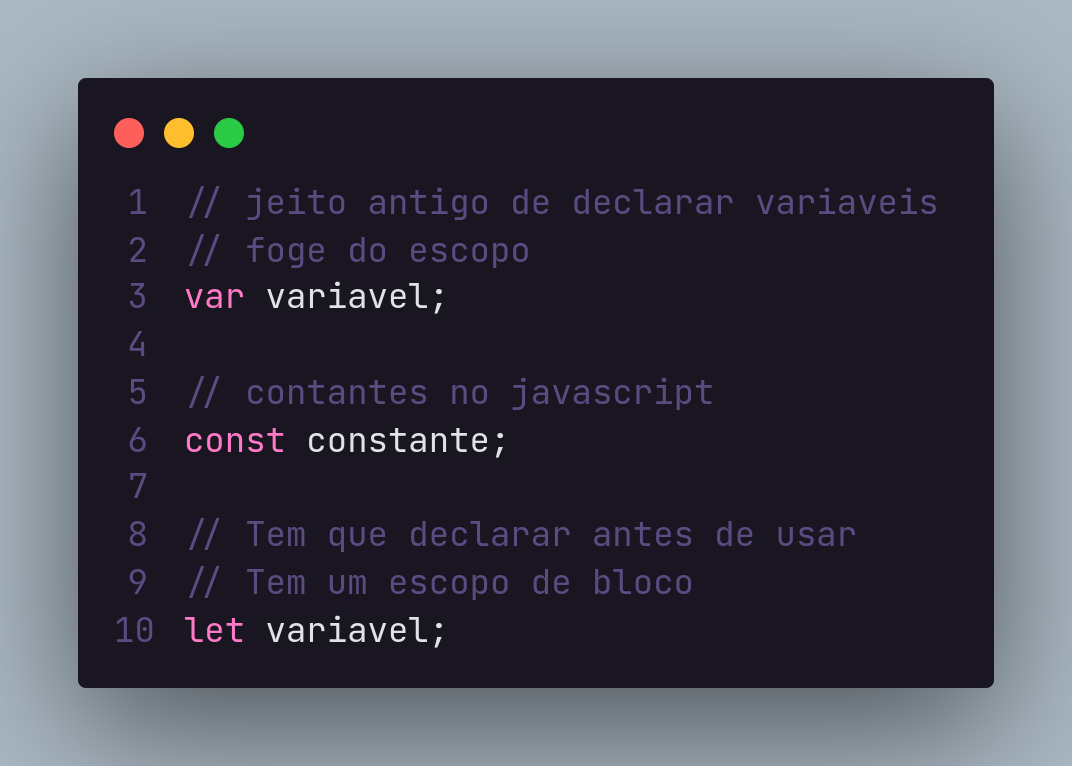 1 // jeito antigo de declarar variaveis
2 // foge do escopo
3 var variavel;
4
5 // contantes no javascript
6 const constante;
7
8 // Tem que declarar antes de usar
9 // Tem um escopo de bloco
10 let variavel;